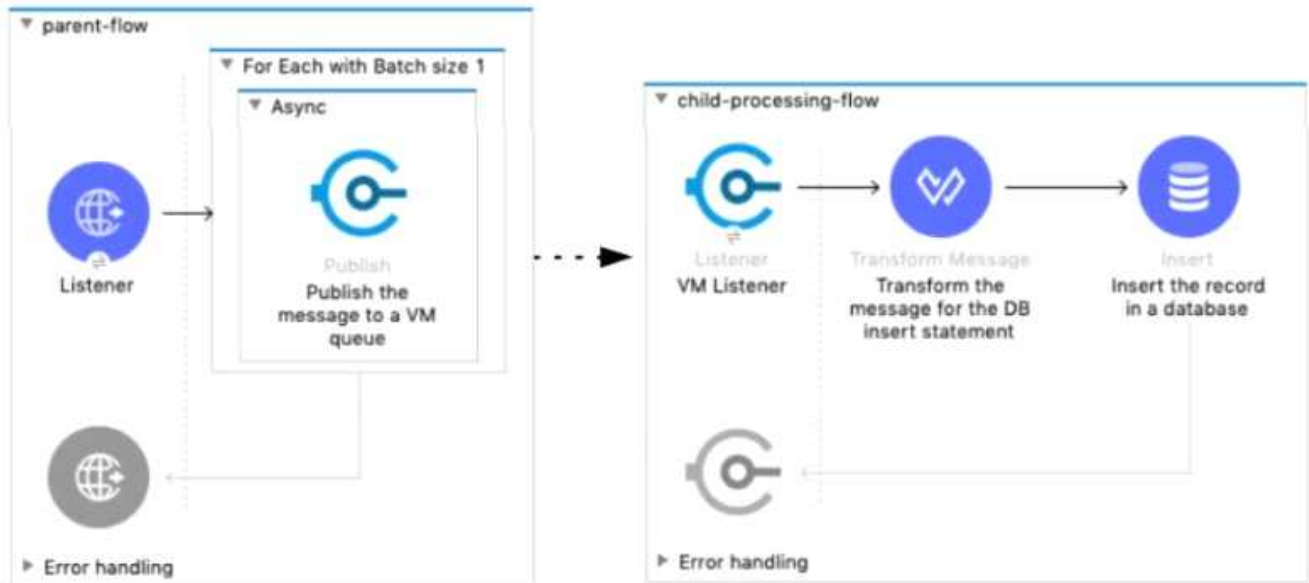 parent-flow
For Each with Batch size 1
Async
Listener
Publish
Publish the
message to a VM
queue
Error handling
child-processing-flow
Listener
VM Listener
Transform Message
Transform the
message for the DB
insert statement
Insert
Insert the record
in a database
Error handling